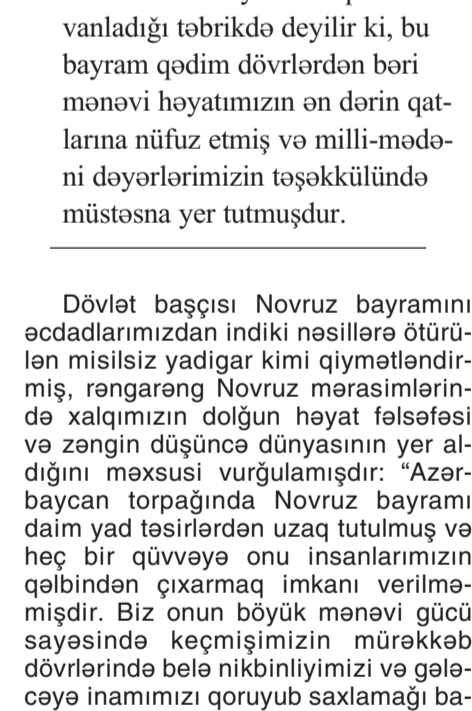 vanladığı təbrikdə deyilir ki, bu
bayram qədim dövrlərdən bəri
mənəvi həyatımızın ən dərin qat-
larına nüfuz etmiş və milli-mədə-
ni dəyərlərimizin təşəkkülündə
müstəsna yer tutmuşdur.
Dövlət başçısı Novruz bayramını
əcdadlarımızdan indiki nəsillərə ötürü-
lən misilsiz yadigar kimi qiymətləndir-
miş, rəngarəng Novruz mərasimlərin-
də xalqımızın dolğun həyat fəlsəfəsi
və zəngin düşüncə dünyasının yer al-
dığını məxsusi vurğulamışdır: “Azər-
baycan torpağında Novruz bayramı
daim yad təsirlərdən uzaq tutulmuş və
heç bir qüvvəyə onu insanlarımızın
qəlbindən çıxarmaq imkanı verilmə-
mişdir. Biz onun böyük mənəvi gücü
sayəsində keçmişimizin mürəkkəb
dövrlərində belə nikbinliyimizi və gələ-
cəyə inamımızı qoruyub saxlamağı ba-